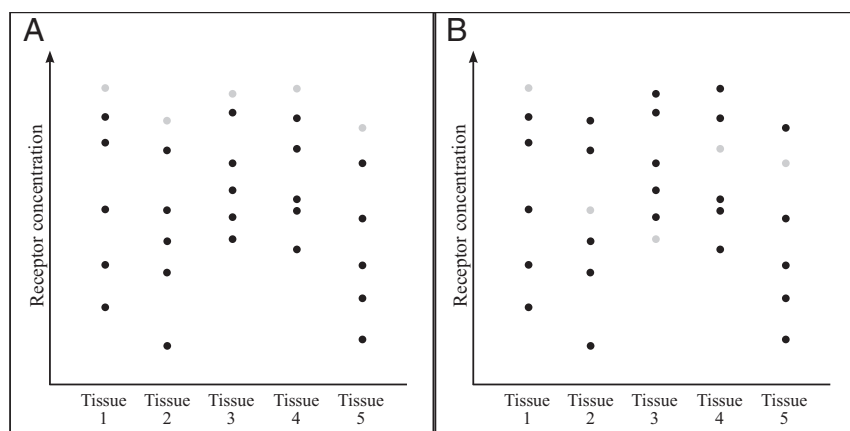 A
Receptor concentration
Tissue Tissue Tissue Tissue Tissue
1 2 3 4 5
B
Receptor concentration
Tissue Tissue Tissue Tissue Tissue
1 2 3 4 5